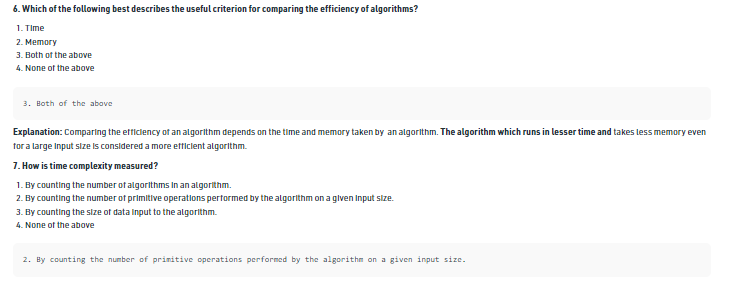 6. Which of the following best describes the useful criterion for comparing the efficiency of algorithms?
1. Time
2. Memory
3. Both of the above
4. None of the above
3. Both of the above
Explanation: Comparing the efficiency of an algorithm depends on the time and memory taken by an algorithm. The algorithm which runs in lesser time and takes less memory even
for a large input size is considered a more efficient algorithm.
7. How is time complexity measured?
1. By counting the number of algorithms in an algorithm.
2. By counting the number of primitive operations performed by the algorithm on a given input size.
3. By counting the size of data input to the algorithm.
4. None of the above
2. By counting the number of primitive operations performed by the algorithm on a given input size.